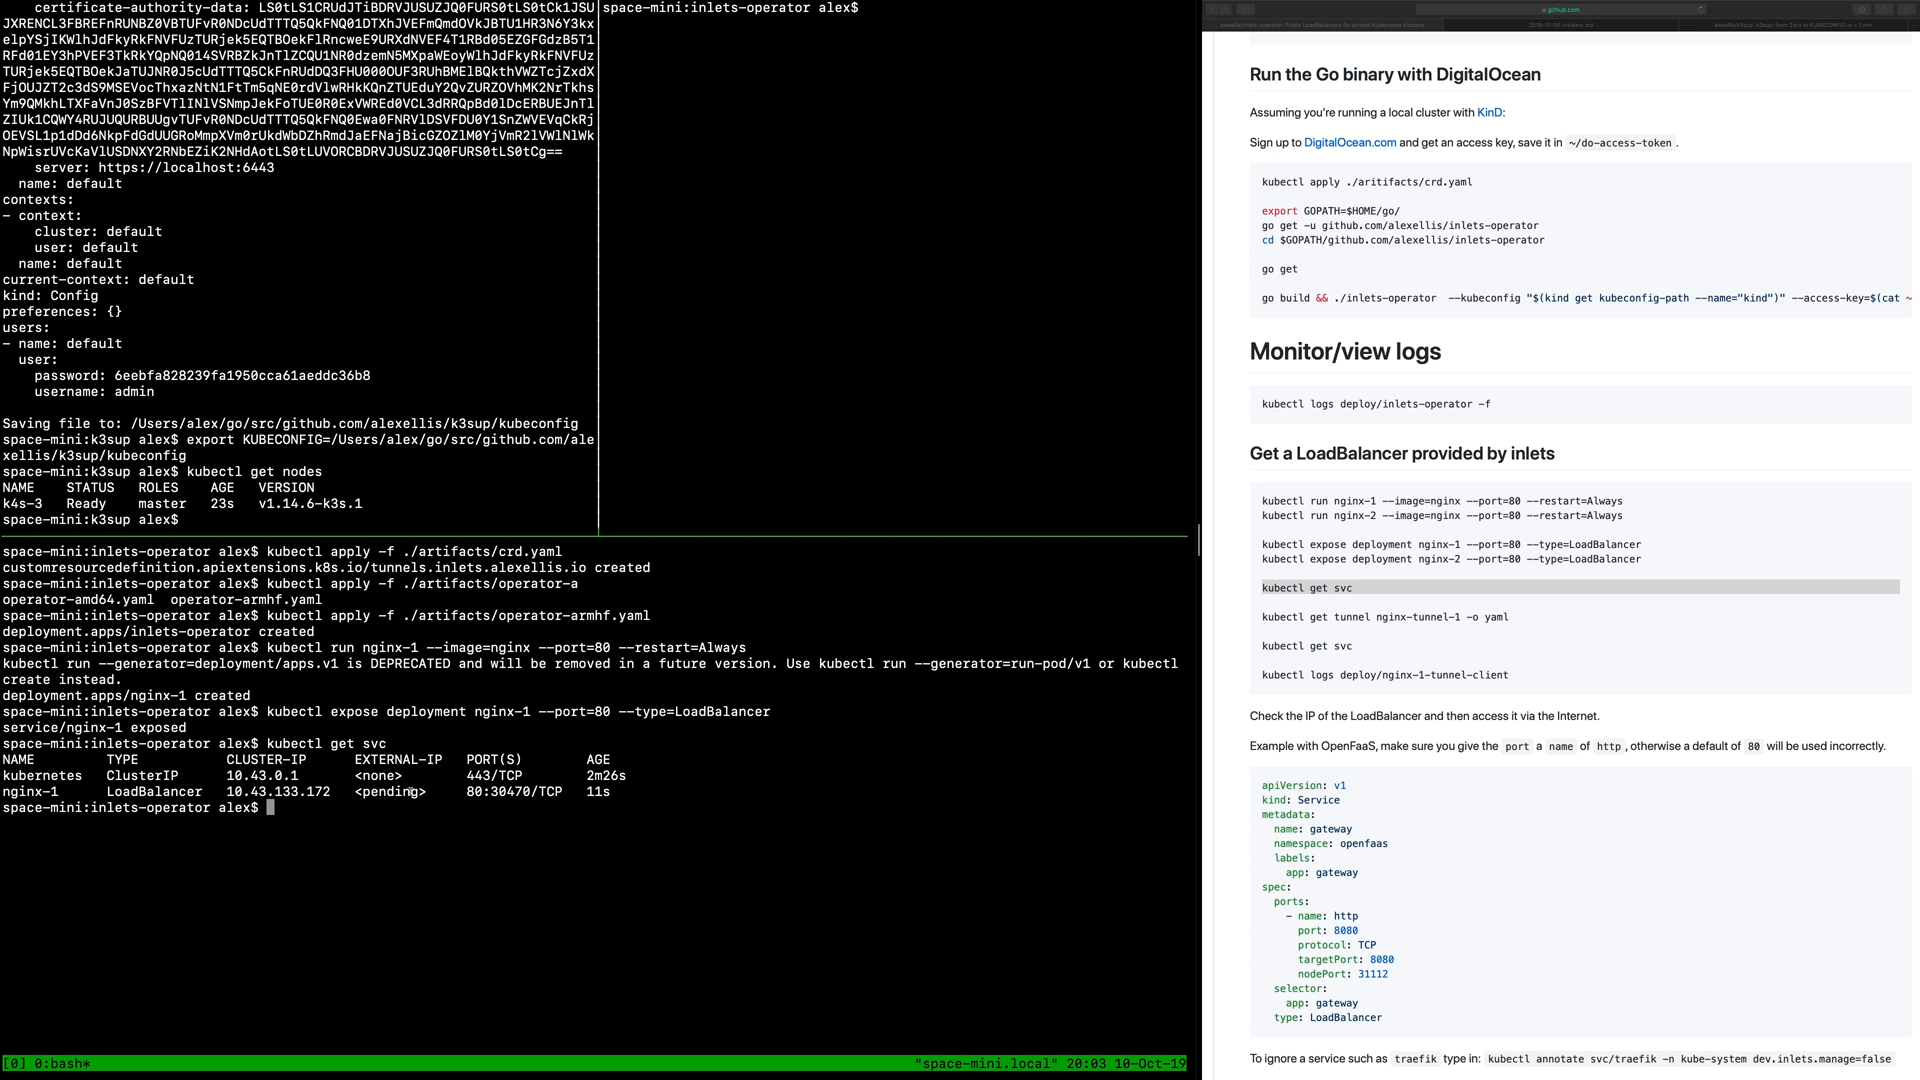 certificate-authority-data: LS0tLS1CRUdJTiBDRVJUSUZJQ0FURS0tLS0tCk1JSU
server: https://localhost:6443
name: default
contexts:
- context:
cluster: default
user: default
name: default
current-context: default
kind: Config
preferences: {}
users:
- name: default
user:
password: 6eebfa828239fa1950cca61aeddc36b8
username: admin
Saving file to: /Users/alex/go/src/github.com/alexellis/k3sup/kubeconfig
space-mini:k3sup alex$ export KUBECONFIG=/Users/alex/go/src/github.com/ale
xellis/k3sup/kubeconfig
space-mini:k3sup alex$ kubectl get nodes
NAME STATUS ROLES AGE VERSION
k4s-3 Ready master 23s v1.14.6-k3s.1
space-mini:k3sup alex$
space-mini:inlets-operator alex$
space-mini:inlets-operator alex$ kubectl apply -f ./artifacts/crd.yaml
customresourcedefinition.apiextensions.k8s.io/tunnels.inlets.alexellis.io created
space-mini:inlets-operator alex$ kubectl apply -f ./artifacts/operator-a
operator-amd64.yaml operator-armhf.yaml
space-mini:inlets-operator alex$ kubectl apply -f ./artifacts/operator-armhf.yaml
deployment.apps/inlets-operator created
space-mini:inlets-operator alex$ kubectl run nginx-1 --image=nginx --port=80 --restart=Always
kubectl run --generator=deployment/apps.v1 is DEPRECATED and will be removed in a future version. Use kubectl run --generator=run-pod/v1 or kubectl
create instead.
deployment.apps/nginx-1 created
space-mini:inlets-operator alex$ kubectl expose deployment nginx-1 --port=80 --type=LoadBalancer
service/nginx-1 exposed
space-mini:inlets-operator alex$ kubectl get svc
NAME TYPE CLUSTER-IP EXTERNAL-IP PORT(S) AGE
kubernetes ClusterIP 10.43.0.1 <none> 443/TCP 2m26s
nginx-1 LoadBalancer 10.43.133.172 <pending> 80:30470/TCP 11s
space-mini:inlets-operator alex$
[0] 0:bash* "space-mini.local" 20:03 10-Oct-19
github.com
Run the Go binary with DigitalOcean
Assuming you're running a local cluster with KinD:
Sign up to DigitalOcean.com and get an access key, save it in ~/do-access-token .
kubectl apply ./aritifacts/crd.yaml
export GOPATH=$HOME/go/
go get -u github.com/alexellis/inlets-operator
cd $GOPATH/github.com/alexellis/inlets-operator
go get
go build && ./inlets-operator --kubeconfig "$(kind get kubeconfig-path --name="kind")" --access-key=$(cat ~
Monitor/view logs
kubectl logs deploy/inlets-operator -f
Get a LoadBalancer provided by inlets
kubectl run nginx-1 --image=nginx --port=80 --restart=Always
kubectl run nginx-2 --image=nginx --port=80 --restart=Always
kubectl expose deployment nginx-1 --port=80 --type=LoadBalancer
kubectl expose deployment nginx-2 --port=80 --type=LoadBalancer
kubectl get svc
kubectl get tunnel nginx-tunnel-1 -o yaml
kubectl get svc
kubectl logs deploy/nginx-1-tunnel-client
Check the IP of the LoadBalancer and then access it via the Internet.
Example with OpenFaaS, make sure you give the port a name of http , otherwise a default of 80 will be used incorrectly.
apiVersion: v1
kind: Service
metadata:
name: gateway
namespace: openfaas
labels:
app: gateway
spec:
ports:
- name: http
port: 8080
protocol: TCP
targetPort: 8080
nodePort: 31112
selector:
app: gateway
type: LoadBalancer
To ignore a service such as traefik type in: kubectl annotate svc/traefik -n kube-system dev.inlets.manage=false